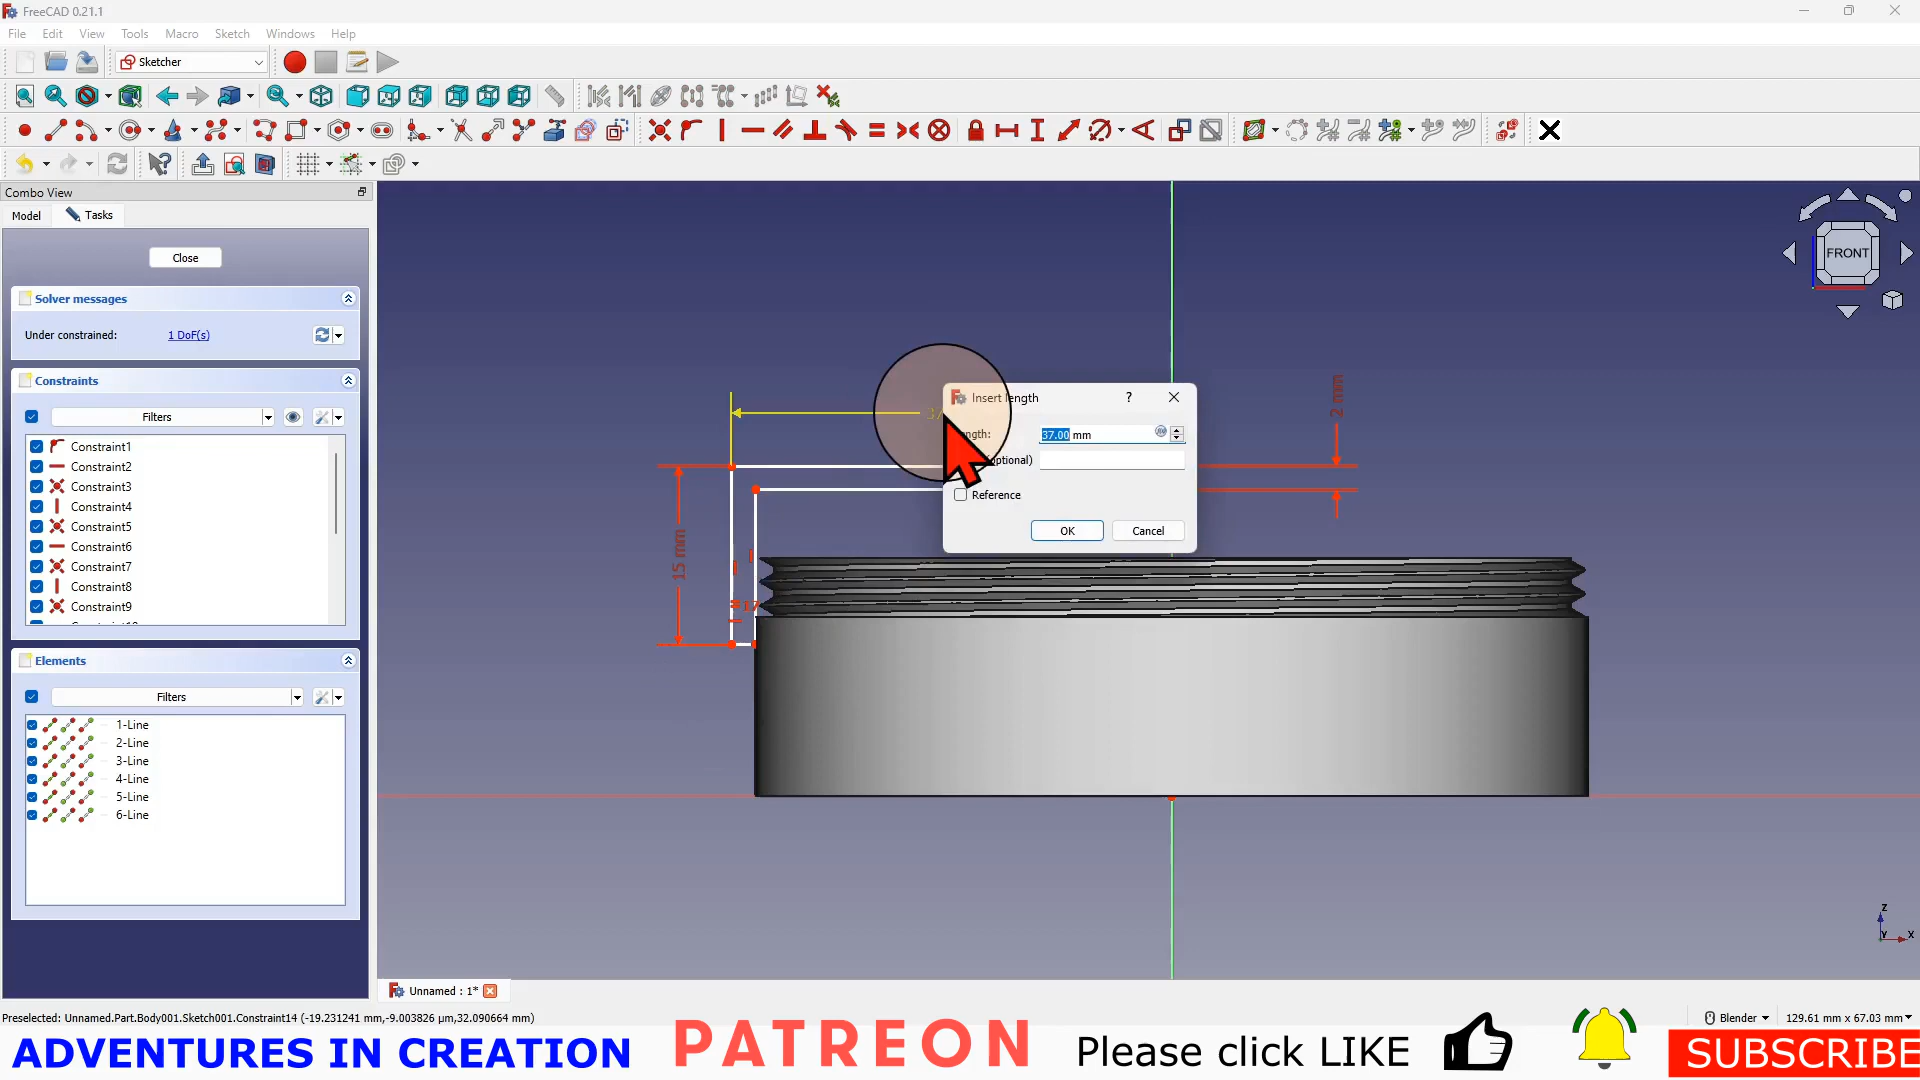 FreeCAD 0.21.1
File Edit View Tools Macro Sketch Windows Help
Sketcher
Combo View
Model Tasks
Close
Solver messages
Under constrained: 1 DoF(s)
Constraints
Filters
Constraint1
Constraint2
Constraint3
Constraint4
Constraint5
Constraint6
Constraint7
Constraint8
Constraint9
Elements
Filters
1-Line
2-Line
3-Line
4-Line
5-Line
6-Line
FRONT
2 mm
15 mm
Insert length
?
37.00 mm
(optional)
Reference
OK Cancel
Z
Y X
Unnamed : 1*
Preselected: Unnamed.Part.Body001.Sketch001.Constraint14 (-19.231241 mm,-9.003826 µm,32.090664 mm)
Blender 129.61 mm x 67.03 mm
ADVENTURES IN CREATION PATREON Please click LIKE SUBSCRIBE